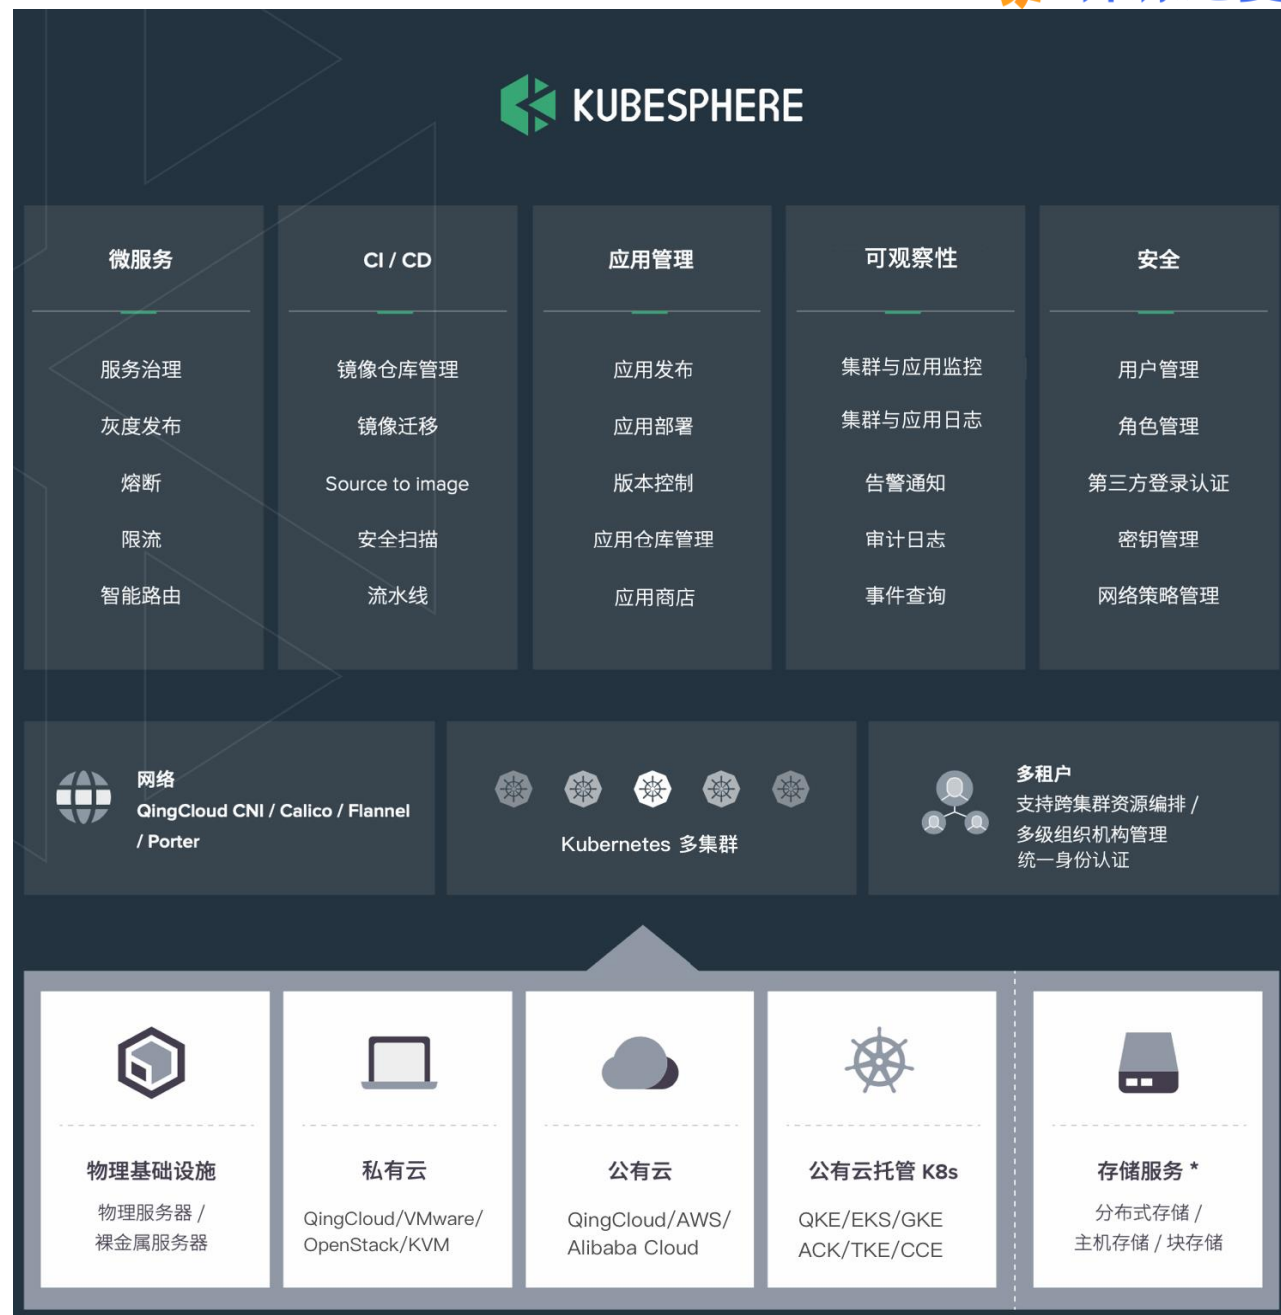 KUBESPHERE
微服务
服务治理
灰度发布
熔断
限流
智能路由
CI / CD
镜像仓库管理
镜像迁移
Source to image
安全扫描
流水线
应用管理
应用发布
应用部署
版本控制
应用仓库管理
应用商店
可观察性
集群与应用监控
集群与应用日志
告警通知
审计日志
事件查询
安全
用户管理
角色管理
第三方登录认证
密钥管理
网络策略管理
网络
QingCloud CNI / Calico / Flannel
/ Porter
Kubernetes 多集群
多租户
支持跨集群资源编排 /
多级组织机构管理
统一身份认证
物理基础设施
物理服务器 /
裸金属服务器
私有云
QingCloud/VMware/
OpenStack/KVM
公有云
QingCloud/AWS/
Alibaba Cloud
公有云托管 K8s
QKE/EKS/GKE
ACK/TKE/CCE
存储服务 *
分布式存储 /
主机存储 / 块存储